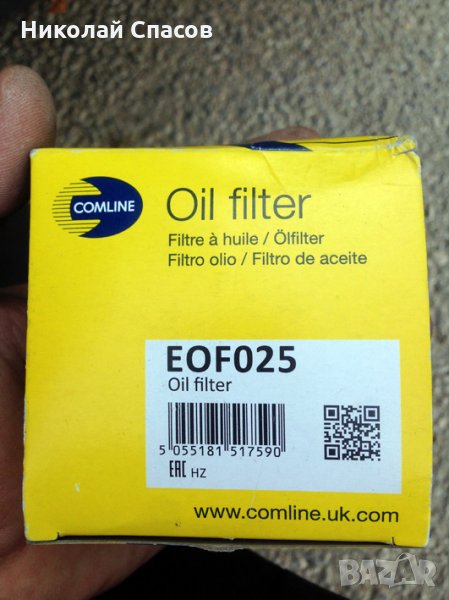 Николай Спасов
COMLINE
Oil filter
Filtre à huile / Ölfilter
Filtro olio / Filtro de aceite
EOF025
Oil filter
5 055181 517590
EAC HZ
www.comline.uk.com
BAZAR